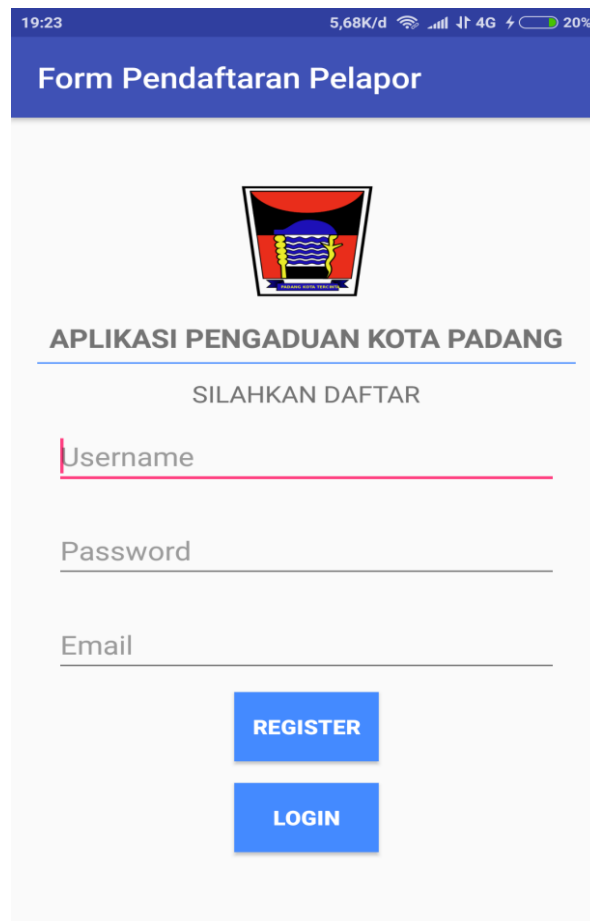 19:23 5,68K/d 4G 20%
Form Pendaftaran Pelapor
PADANG KOTA TERCINTA
APLIKASI PENGADUAN KOTA PADANG
SILAHKAN DAFTAR
Username
Password
Email
REGISTER
LOGIN